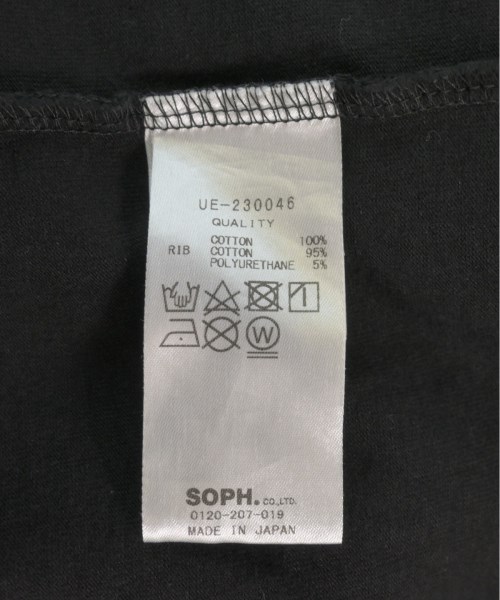 UE-230046
QUALITY
COTTON 100%
RIB COTTON 95%
POLYURETHANE 5%
W
SOPH. CO.,LTD.
0120-207-019
MADE IN JAPAN